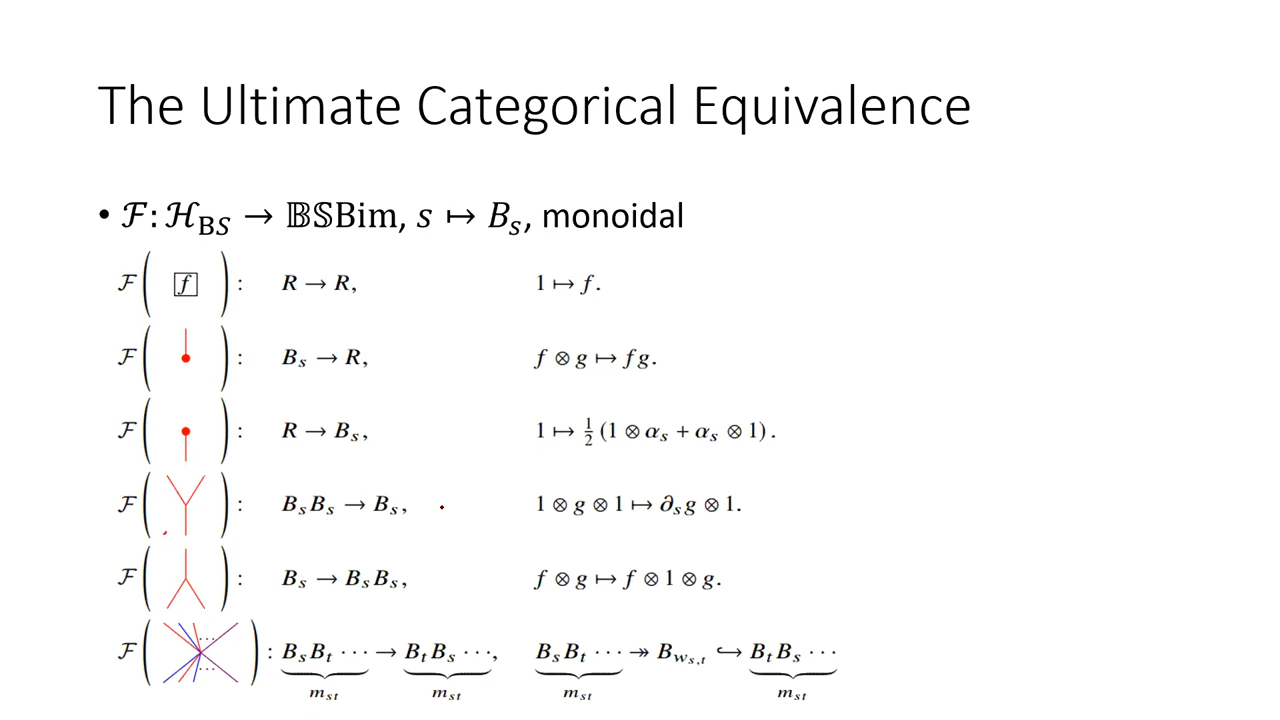 The Ultimate Categorical Equivalence
• ℱ: ℋ_BS → 𝔹𝕊Bim, s ↦ B_s, monoidal
ℱ( f ) : R → R, 1 ↦ f.
ℱ( ) : B_s → R, f ⊗ g ↦ fg.
ℱ( ) : R → B_s, 1 ↦ ½ (1 ⊗ α_s + α_s ⊗ 1).
ℱ( ) : B_s B_s → B_s, 1 ⊗ g ⊗ 1 ↦ ∂_s g ⊗ 1.
ℱ( ) : B_s → B_s B_s, f ⊗ g ↦ f ⊗ 1 ⊗ g.
ℱ( ··· ··· ) : B_s B_t ··· → B_t B_s ···, B_s B_t ··· ↠ B_{w_{s,t}} ↪ B_t B_s ···
m_st m_st m_st m_st